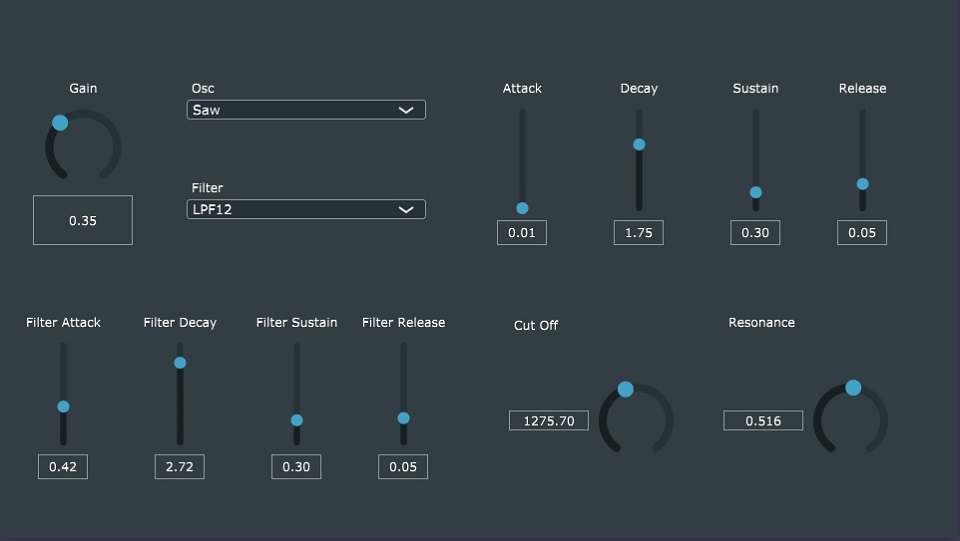 Gain
0.35
Osc
Saw
Filter
LPF12
Attack
0.01
Decay
1.75
Sustain
0.30
Release
0.05
Filter Attack
0.42
Filter Decay
2.72
Filter Sustain
0.30
Filter Release
0.05
Cut Off
1275.70
Resonance
0.516